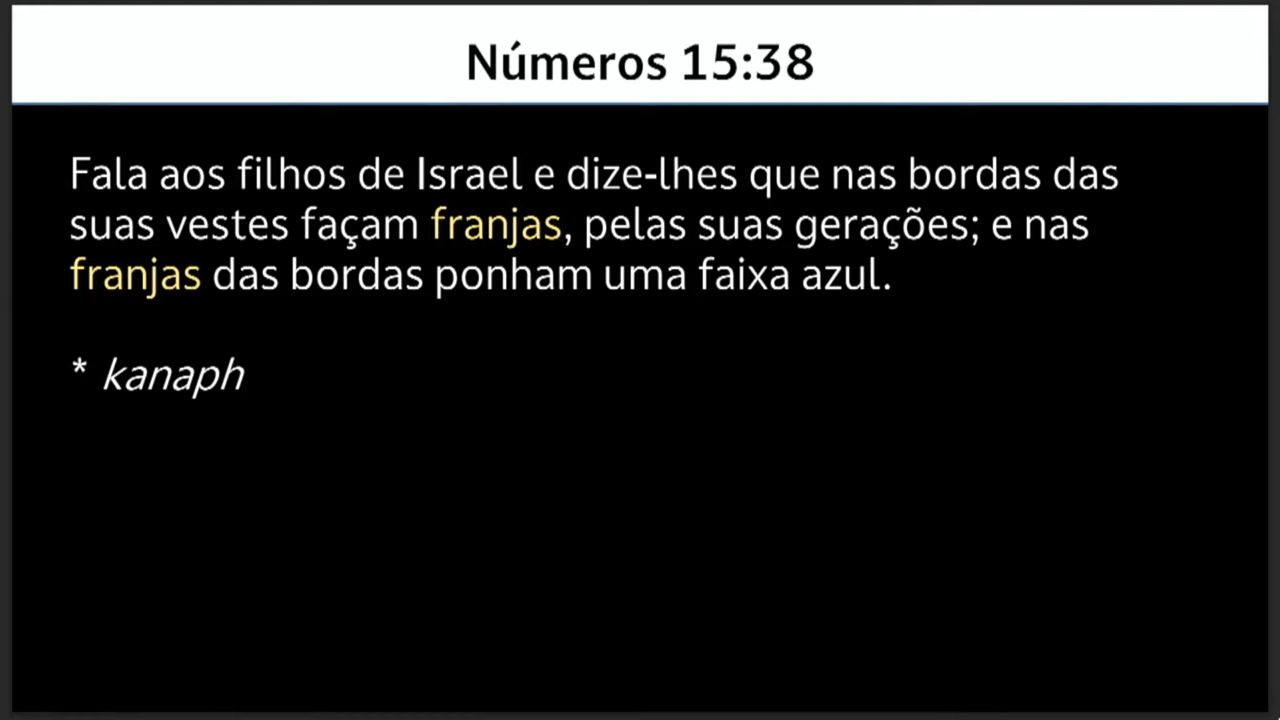 Números 15:38
Fala aos filhos de Israel e dize-lhes que nas bordas das
suas vestes façam franjas, pelas suas gerações; e nas
franjas das bordas ponham uma faixa azul.
* kanaph